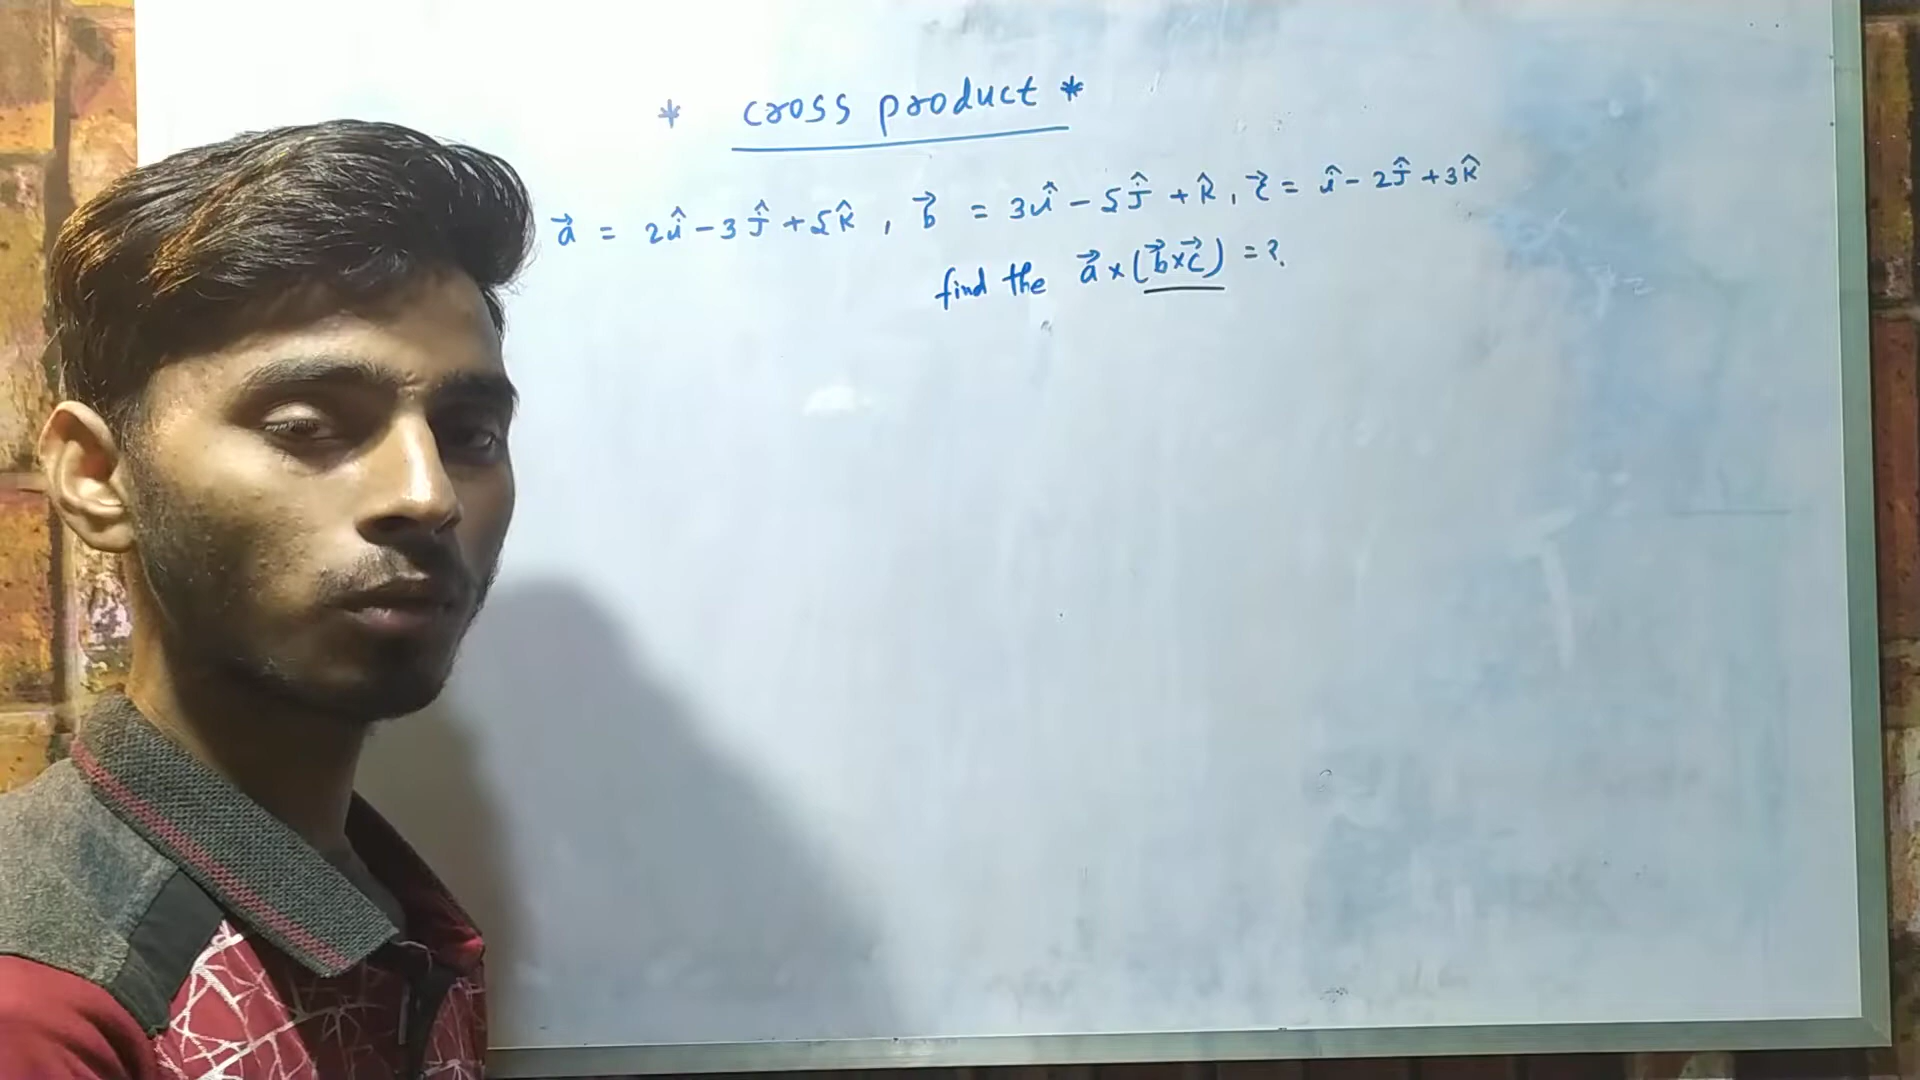 * cross product *
a⃗ = 2î - 3ĵ + 5k̂ , b⃗ = 3î - 5ĵ + k̂ , c⃗ = î - 2ĵ + 3k̂
find the a⃗ × (b⃗×c⃗) = ?.